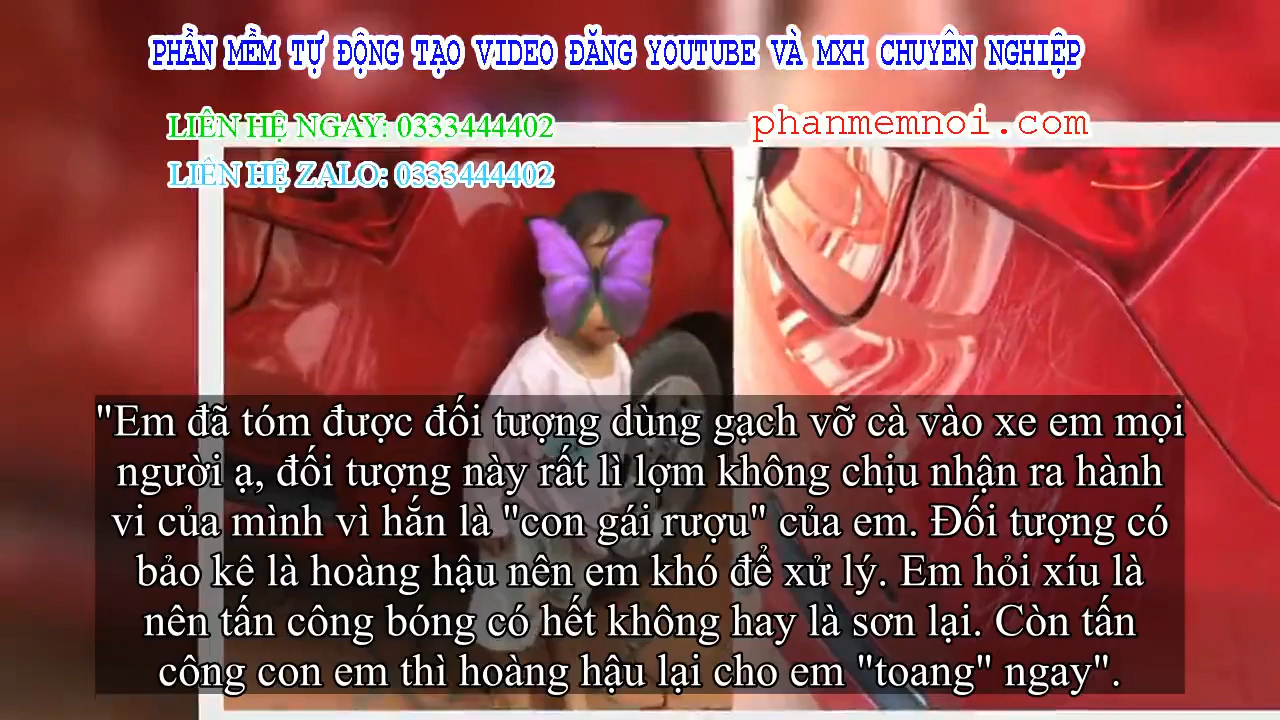 PHẦN MỀM TỰ ĐỘNG TẠO VIDEO ĐĂNG YOUTUBE VÀ MXH CHUYÊN NGHIỆP
LIÊN HỆ NGAY: 0333444402
phanmemnoi.com
LIÊN HỆ ZALO: 0333444402
"Em đã tóm được đối tượng dùng gạch vỡ cà vào xe em mọi
người ạ, đối tượng này rất lì lợm không chịu nhận ra hành
vi của mình vì hắn là "con gái rượu" của em. Đối tượng có
bảo kê là hoàng hậu nên em khó để xử lý. Em hỏi xíu là
nên tấn công bóng có hết không hay là sơn lại. Còn tấn
công con em thì hoàng hậu lại cho em "toang" ngay".